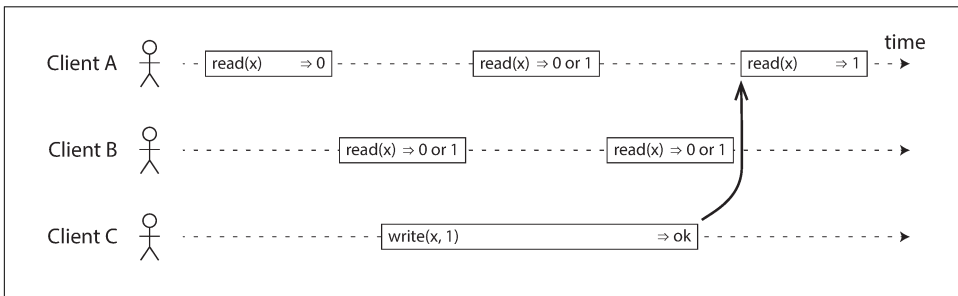 time
Client A read(x) ⇒ 0 read(x) ⇒ 0 or 1 read(x) ⇒ 1
Client B read(x) ⇒ 0 or 1 read(x) ⇒ 0 or 1
Client C write(x, 1) ⇒ ok